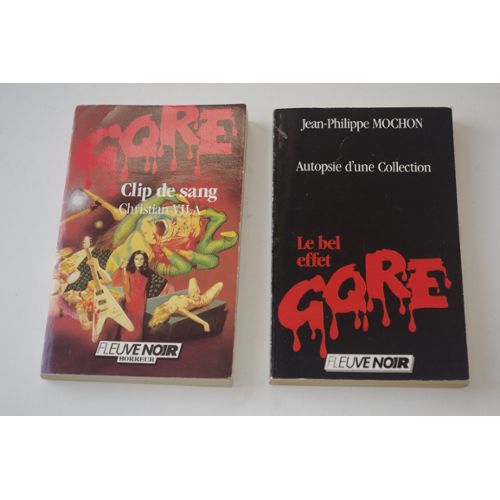 GORE
Clip de sang
Christian VILA
FLEUVE NOIR
HORREUR
Jean-Philippe MOCHON
Autopsie d'une Collection
Le bel
effet
GORE
FLEUVE NOIR